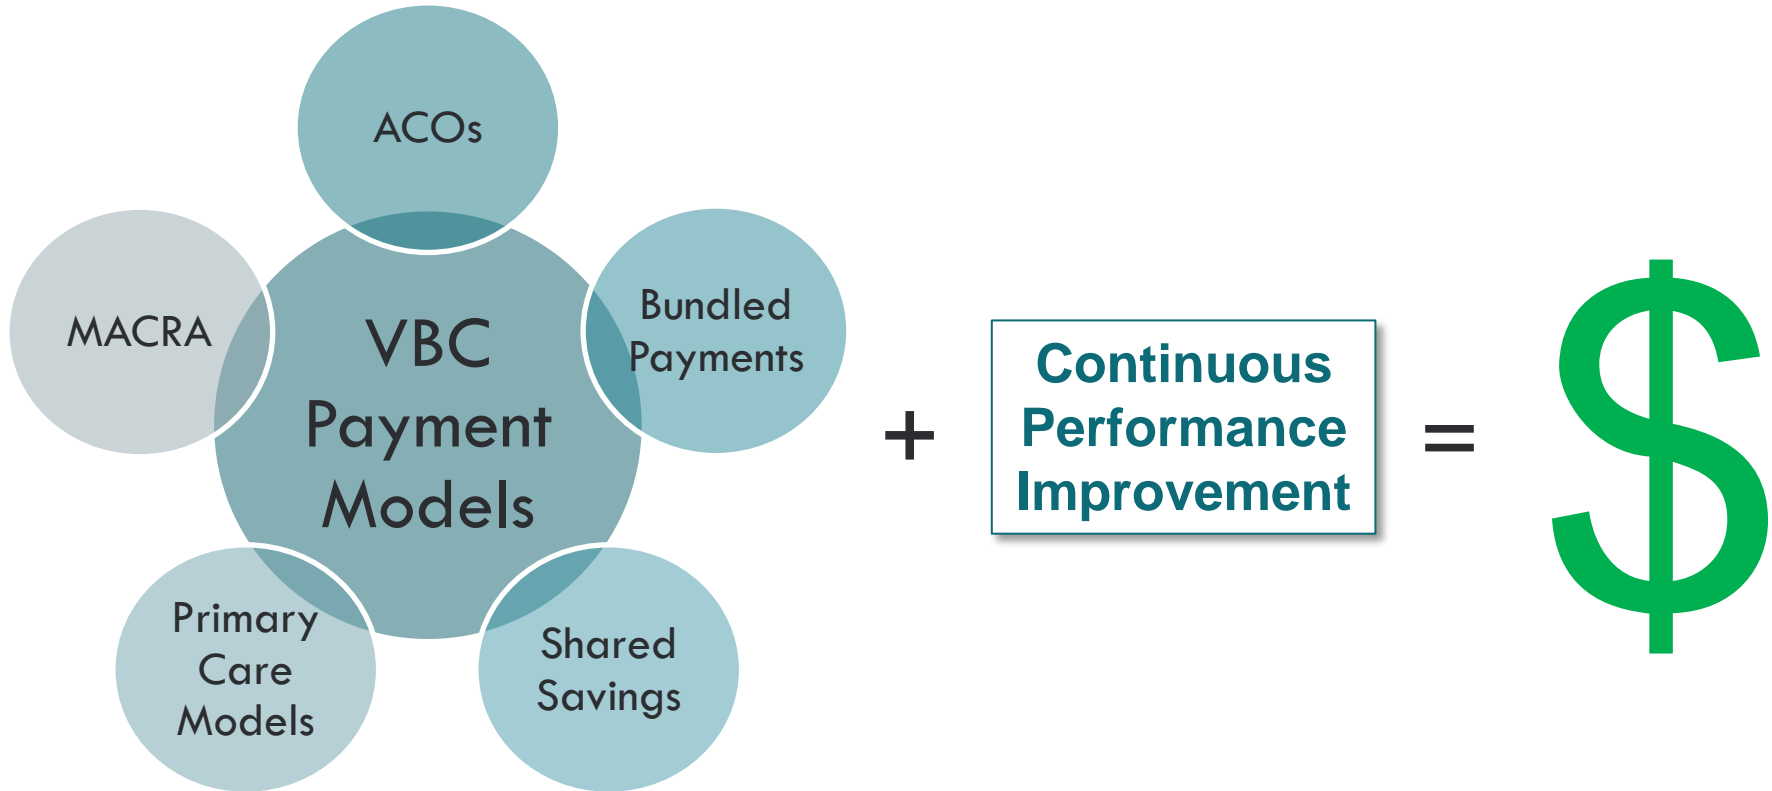 ACOs
MACRA
VBC
Payment
Models
Bundled
Payments
Primary
Care
Models
Shared
Savings
+
Continuous
Performance
Improvement
=
$